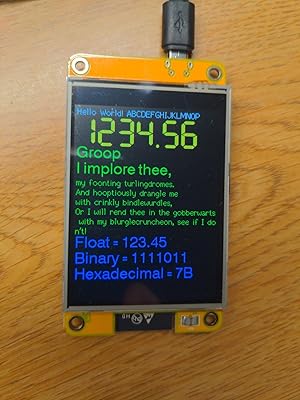 Hello World! ABCDEFGHIJKLMNOP
1234.56
Groop
I implore thee,
my foonting turlingdromes.
And hooptiously drangle me
with crinkly bindlewurdles,
Or I will rend thee in the gobberwarts
with my blurglecruncheon, see if I do
n't!
Float = 123.45
Binary = 1111011
Hexadecimal = 7B